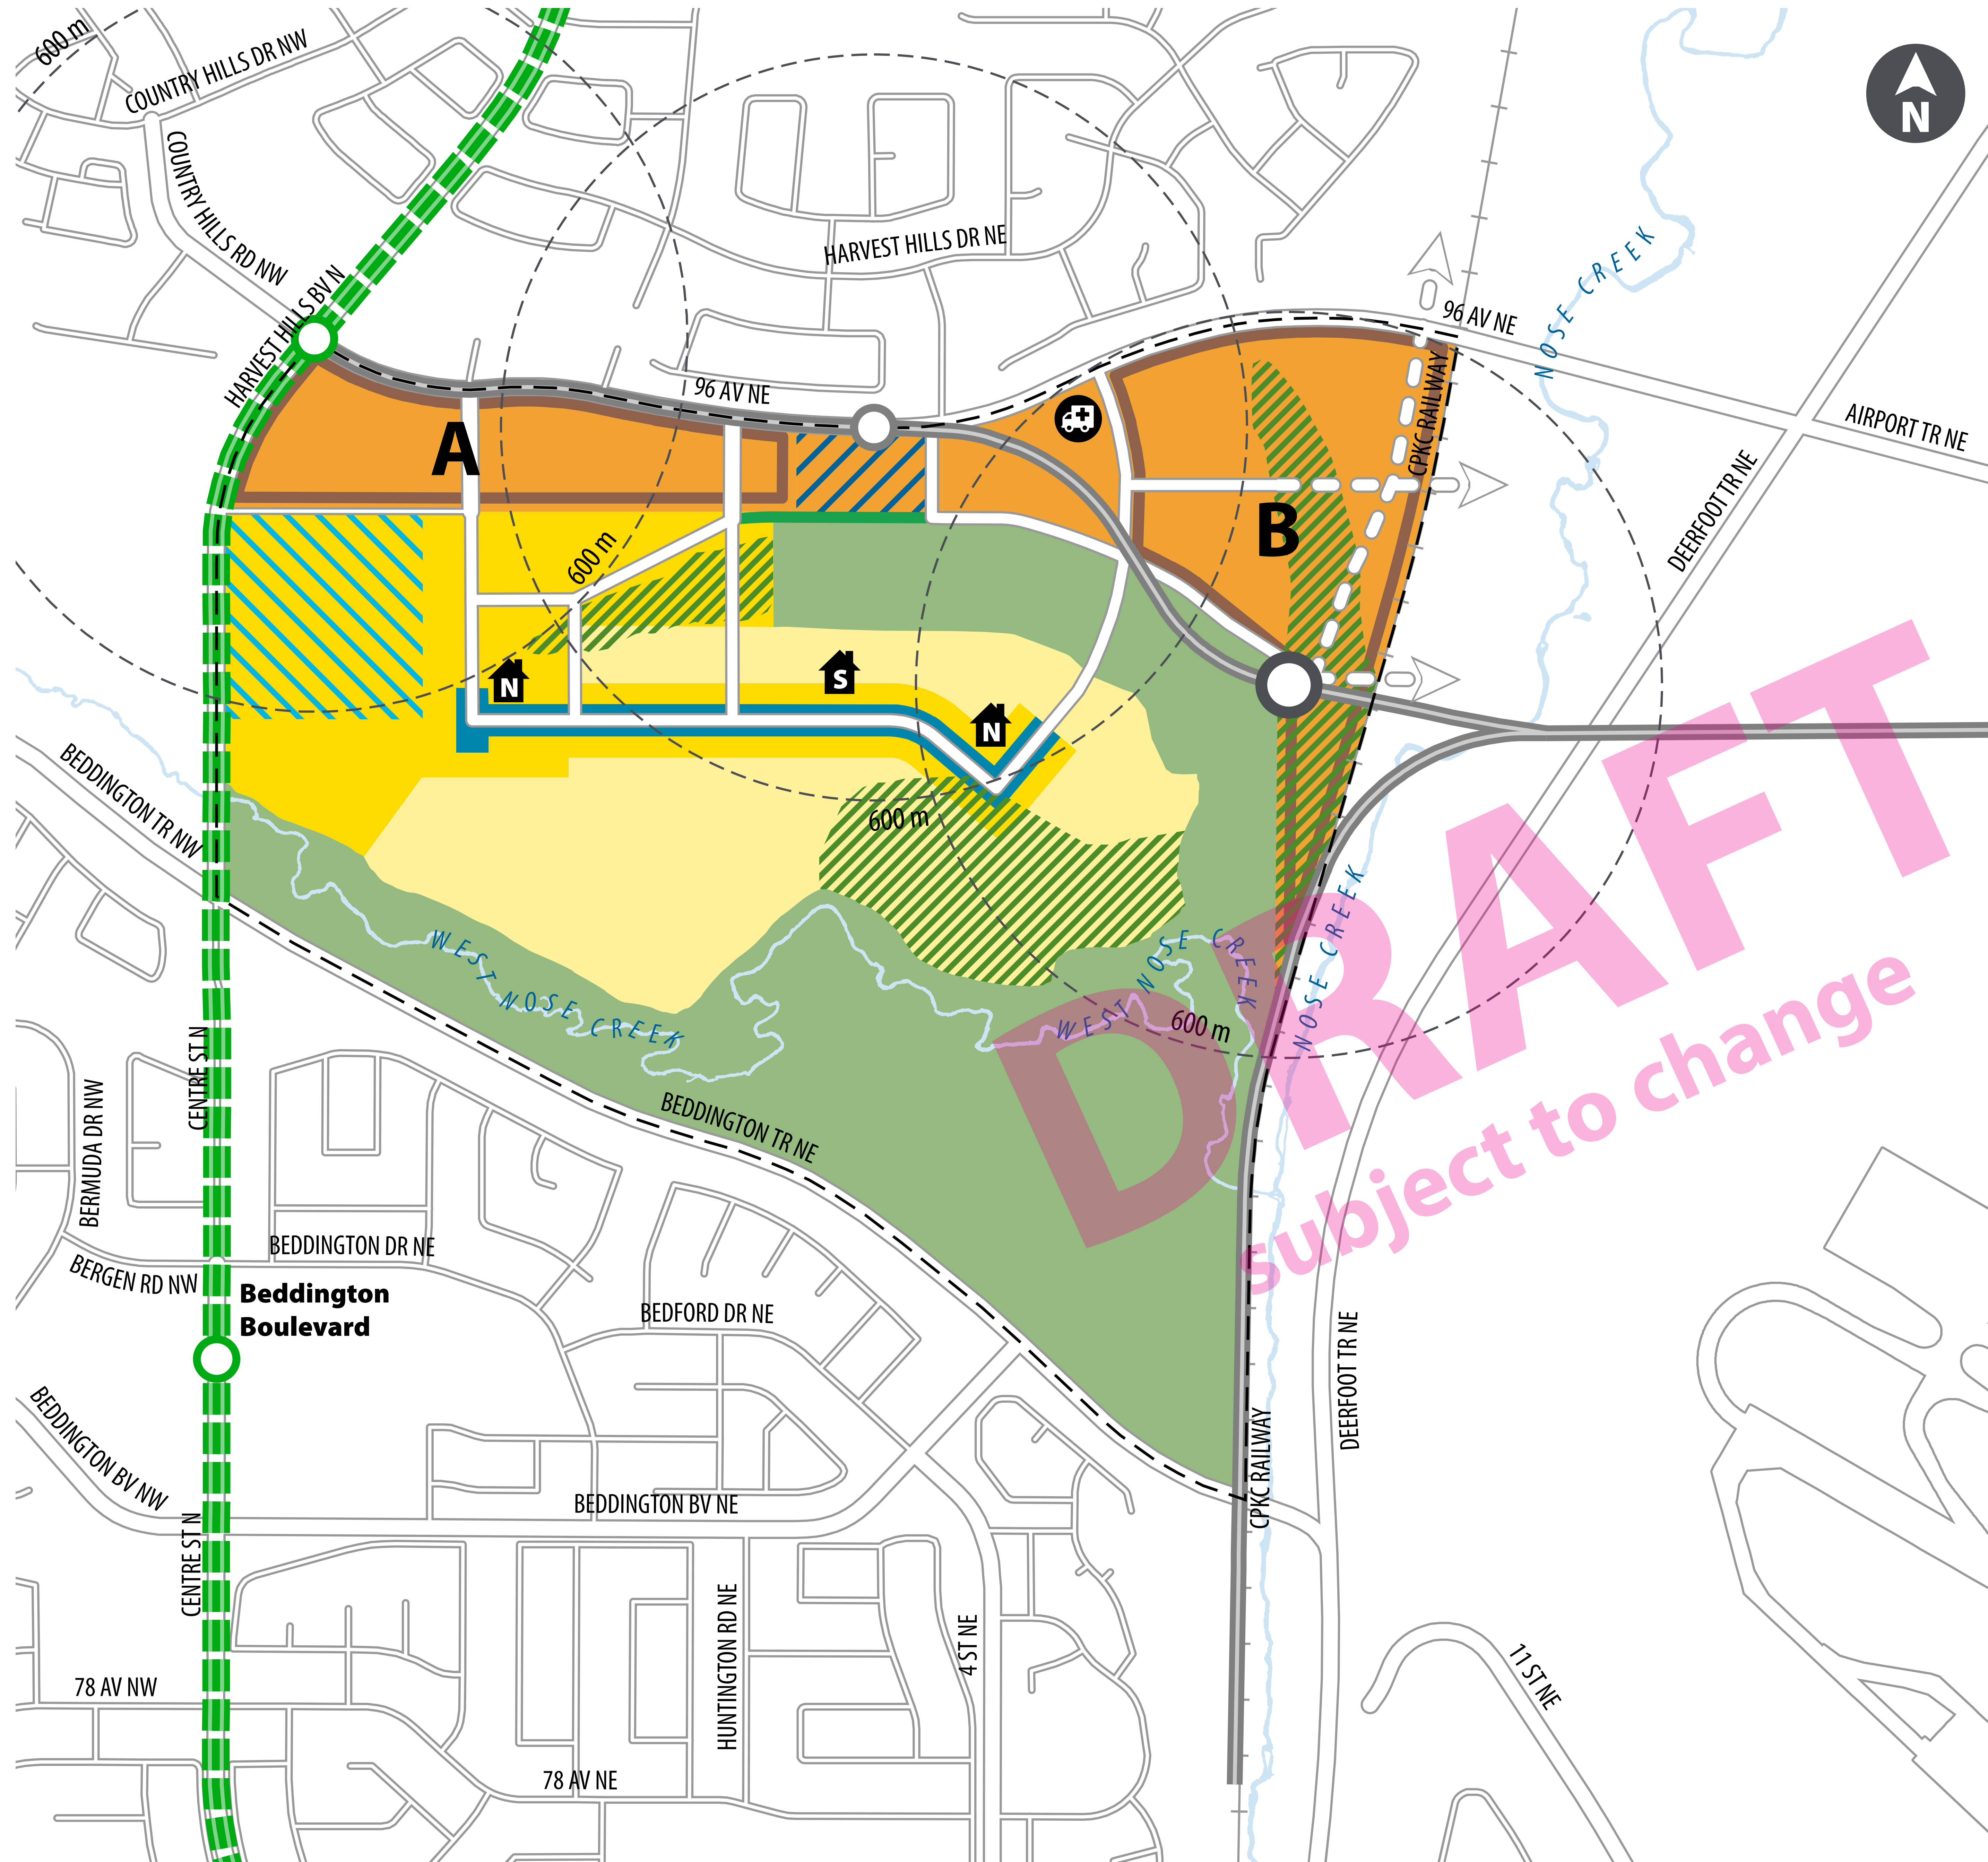 600 m
COUNTRY HILLS DR NW
N
COUNTRY HILLS RD NW
HARVEST HILLS DR NE
NOSE CREEK
HARVEST HILLS BV N
96 AV NE
96 AV NE
CPKC RAILWAY
AIRPORT TR NE
A
B
DEERFOOT TR NE
600 m
N
S
N
BEDDINGTON TR NW
600 m
WEST NOSE CREEK
WEST NOSE CREEK
NOSE CREEK
600 m
DRAFT
subject to change
CENTRE ST N
BERMUDA DR NW
BEDDINGTON TR NE
BEDDINGTON DR NE
BERGEN RD NW
Beddington
Boulevard
BEDFORD DR NE
DEERFOOT TR NE
BEDDINGTON BV NW
BEDDINGTON BV NE
CPKC RAILWAY
CENTRE ST N
HUNTINGTON RD NE
4 ST NE
11 ST NE
78 AV NW
78 AV NE